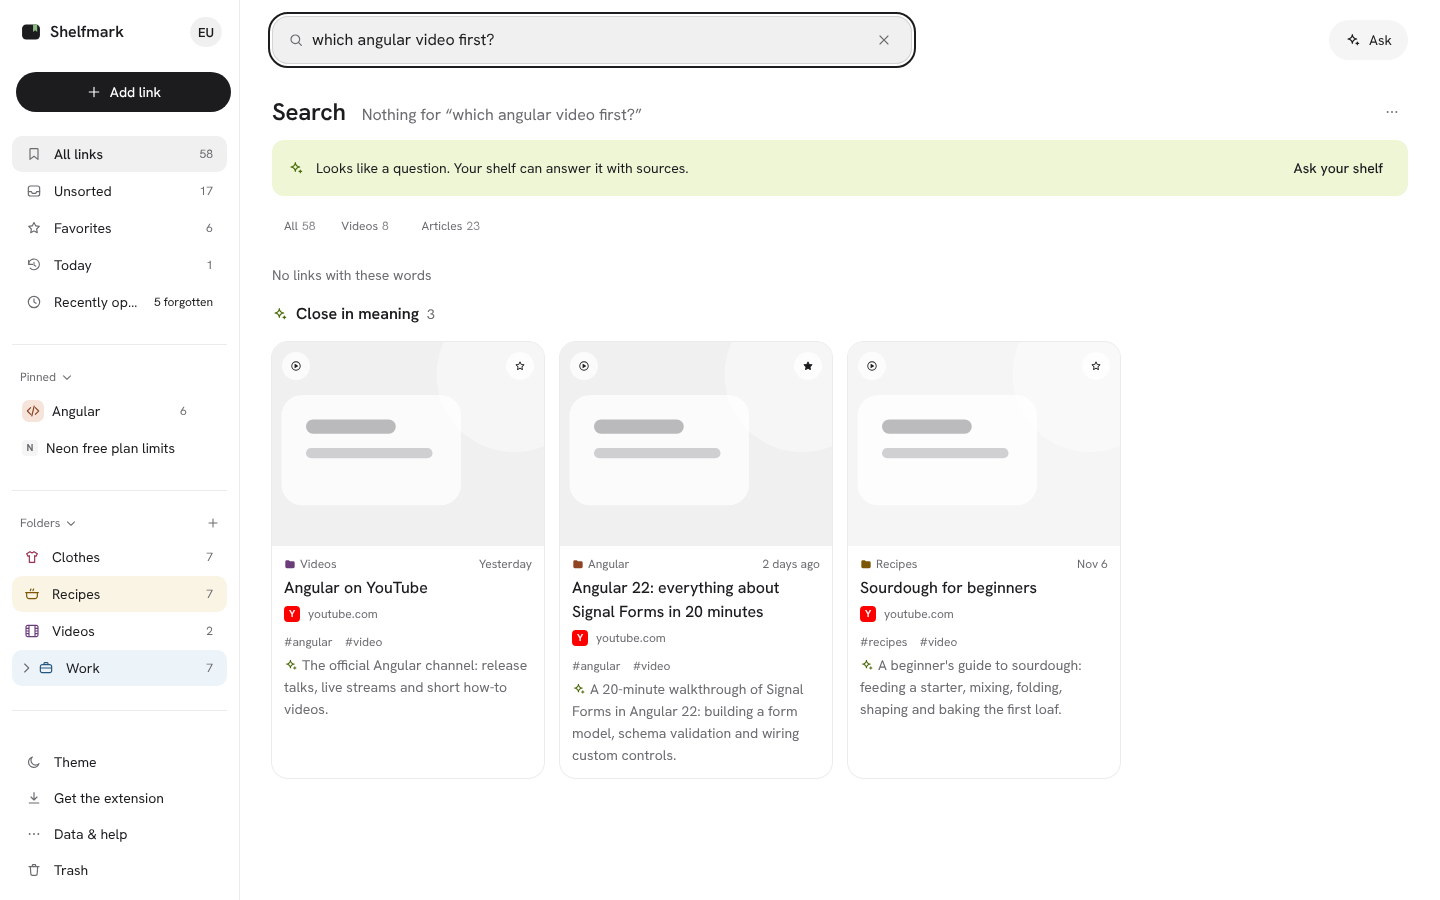 Shelfmark
EU
Add link
All links 58
Unsorted 17
Favorites 6
Today 1
Recently op... 5 forgotten
Pinned
Angular 6
N Neon free plan limits
Folders
Clothes 7
Recipes 7
Videos 2
Work 7
Theme
Get the extension
Data & help
Trash
which angular video first?
Ask
Search Nothing for “which angular video first?”
Looks like a question. Your shelf can answer it with sources. Ask your shelf
All 58 Videos 8 Articles 23
No links with these words
Close in meaning 3
Videos Yesterday
Angular on YouTube
Y youtube.com
#angular #video
The official Angular channel: release
talks, live streams and short how-to
videos.
Angular 2 days ago
Angular 22: everything about
Signal Forms in 20 minutes
Y youtube.com
#angular #video
A 20-minute walkthrough of Signal
Forms in Angular 22: building a form
model, schema validation and wiring
custom controls.
Recipes Nov 6
Sourdough for beginners
Y youtube.com
#recipes #video
A beginner's guide to sourdough:
feeding a starter, mixing, folding,
shaping and baking the first loaf.